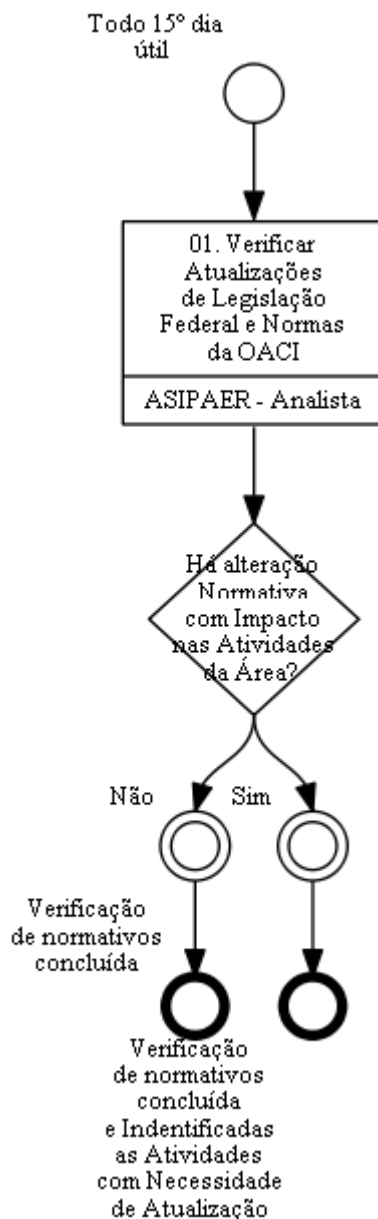 Todo 15º dia
útil
01. Verificar
Atualizações
de Legislação
Federal e Normas
da OACI
ASIPAER - Analista
Há alteração
Normativa
com Impacto
nas Atividades
da Área?
Não
Sim
Verificação
de normativos
concluída
Verificação
de normativos
concluída
e Indentificadas
as Atividades
com Necessidade
de Atualização